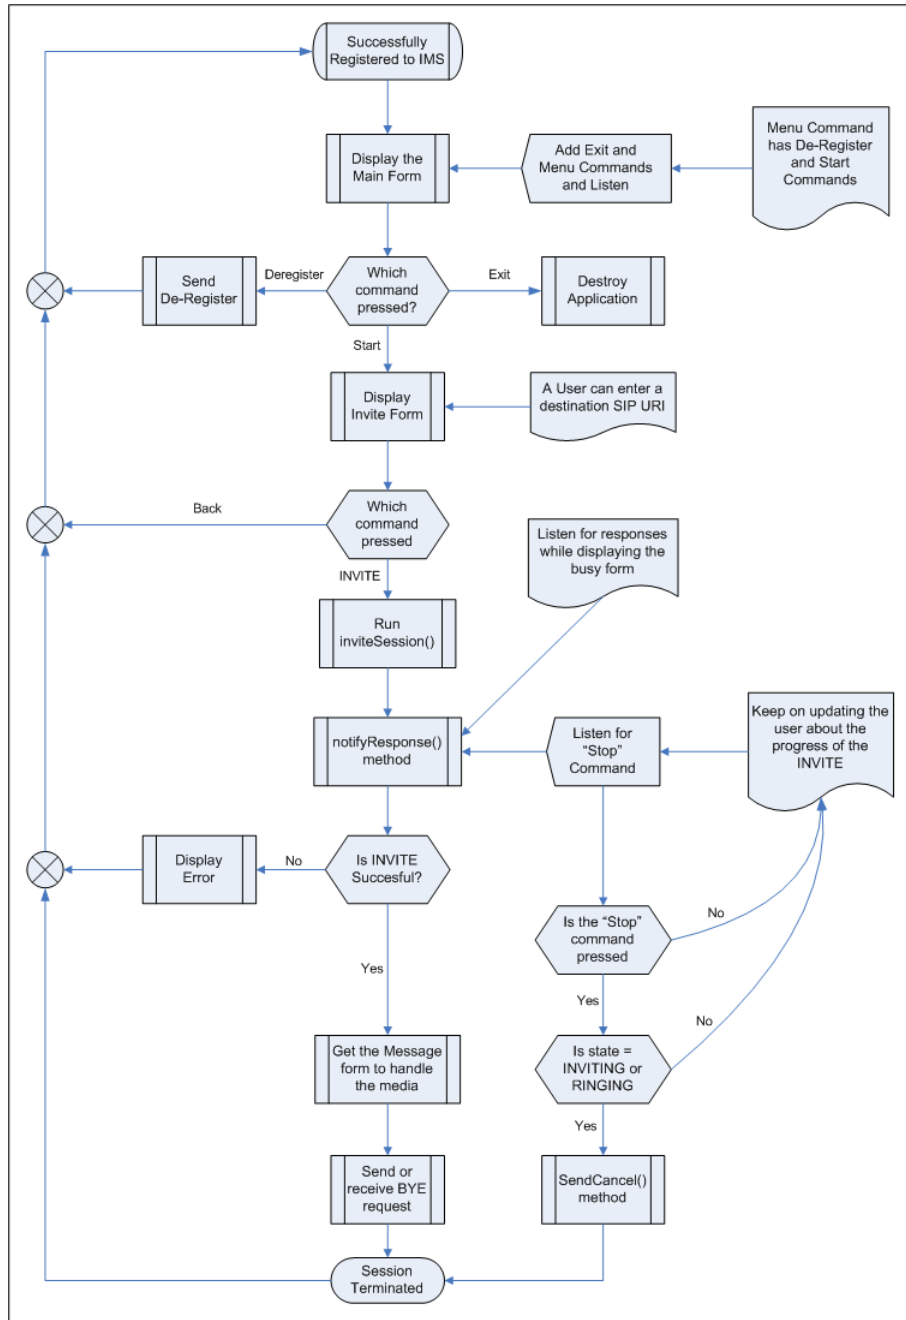 Successfully
Registered to IMS
Display the
Main Form
Add Exit and
Menu Commands
and Listen
Menu Command
has De-Register
and Start
Commands
Send
De-Register
Deregister
Which
command
pressed?
Exit
Destroy
Application
Start
Display
Invite Form
A User can enter a
destination SIP URI
Back
Which
command
pressed
Listen for responses
while displaying the
busy form
INVITE
Run
inviteSession()
notifyResponse()
method
Listen for
“Stop”
Command
Keep on updating the
user about the
progress of the
INVITE
Display
Error
No
Is INVITE
Succesful?
Is the “Stop”
command
pressed
No
Yes
Yes
No
Get the Message
form to handle
the media
Is state =
INVITING or
RINGING
Yes
Send or
receive BYE
request
SendCancel()
method
Session
Terminated